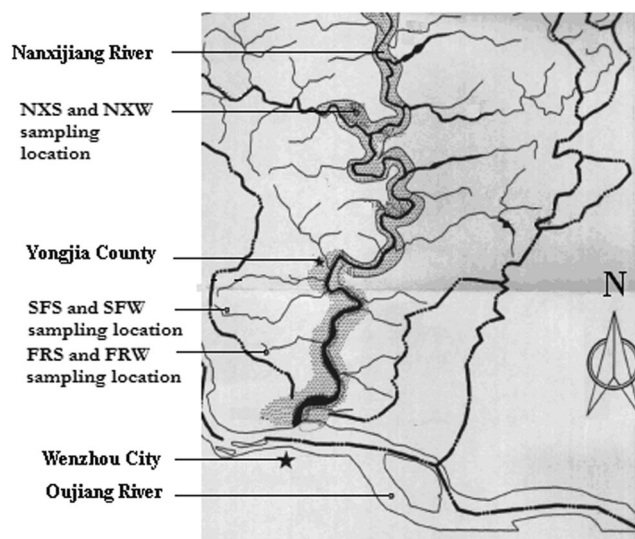 Nanxijiang River
NXS and NXW
sampling
location
Yongjia County
SFS and SFW
sampling location
FRS and FRW
sampling location
N
Wenzhou City
Oujiang River